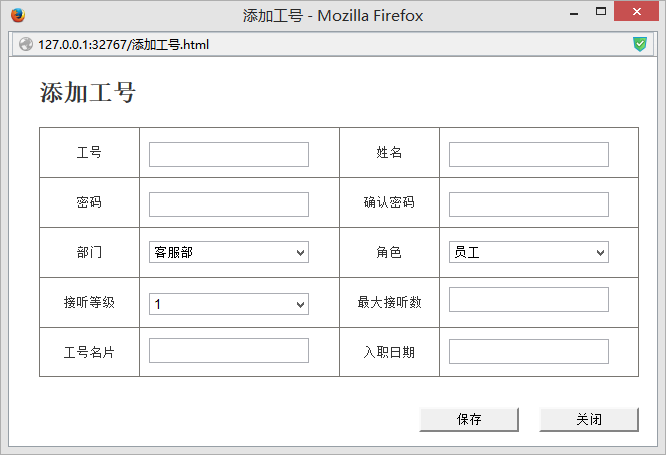 添加工号 - Mozilla Firefox
127.0.0.1:32767/添加工号.html
添加工号
工号 姓名
密码 确认密码
部门 客服部 角色 员工
接听等级 1 最大接听数
工号名片 入职日期
保存 关闭